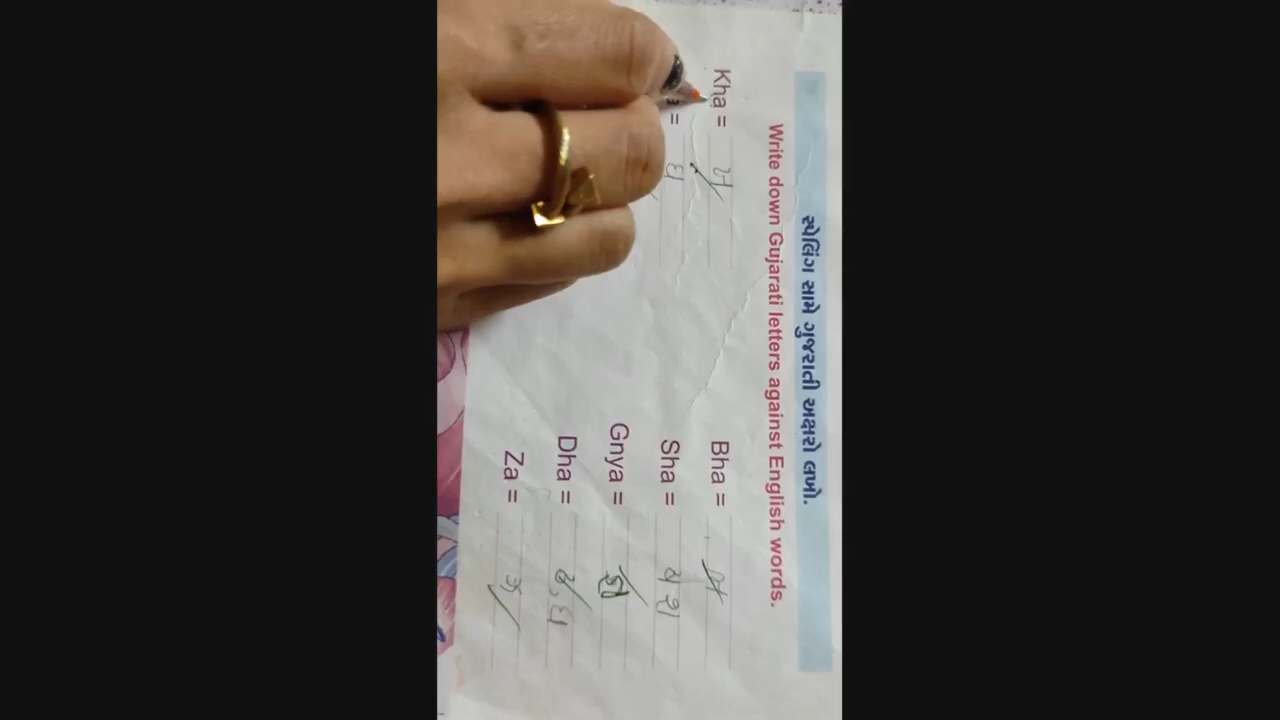 સ્પેલિંગ સામે ગુજરાતી અક્ષરો લખો.
Write down Gujarati letters against English words.
Kha = ખ
Bha = ભ
= ઘ
Sha = ષ શ
Gnya = જ્ઞ
Dha = ઢ, ધ
Za = ઝ